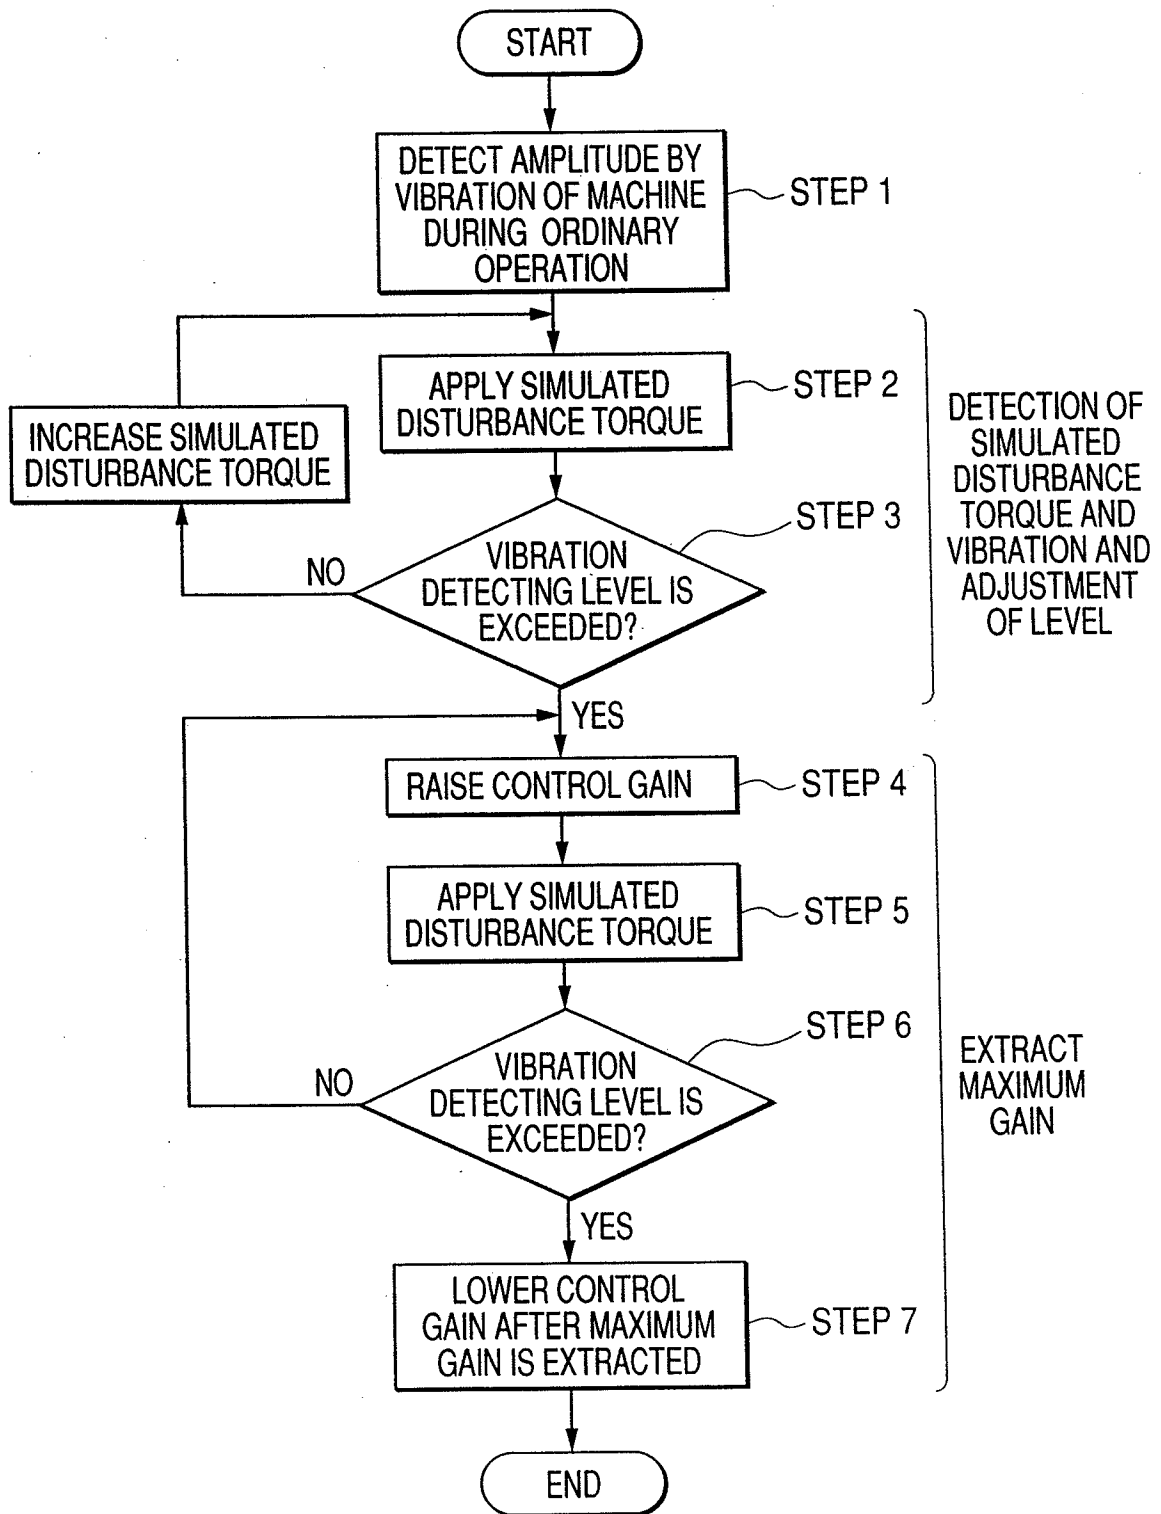 START
DETECT AMPLITUDE BY
VIBRATION OF MACHINE
DURING ORDINARY
OPERATION
STEP 1
APPLY SIMULATED
DISTURBANCE TORQUE
STEP 2
INCREASE SIMULATED
DISTURBANCE TORQUE
DETECTION OF
SIMULATED
DISTURBANCE
TORQUE AND
VIBRATION AND
ADJUSTMENT
OF LEVEL
STEP 3
VIBRATION
DETECTING LEVEL IS
EXCEEDED?
NO
YES
RAISE CONTROL GAIN
STEP 4
APPLY SIMULATED
DISTURBANCE TORQUE
STEP 5
STEP 6
VIBRATION
DETECTING LEVEL IS
EXCEEDED?
NO
EXTRACT
MAXIMUM
GAIN
YES
LOWER CONTROL
GAIN AFTER MAXIMUM
GAIN IS EXTRACTED
STEP 7
END